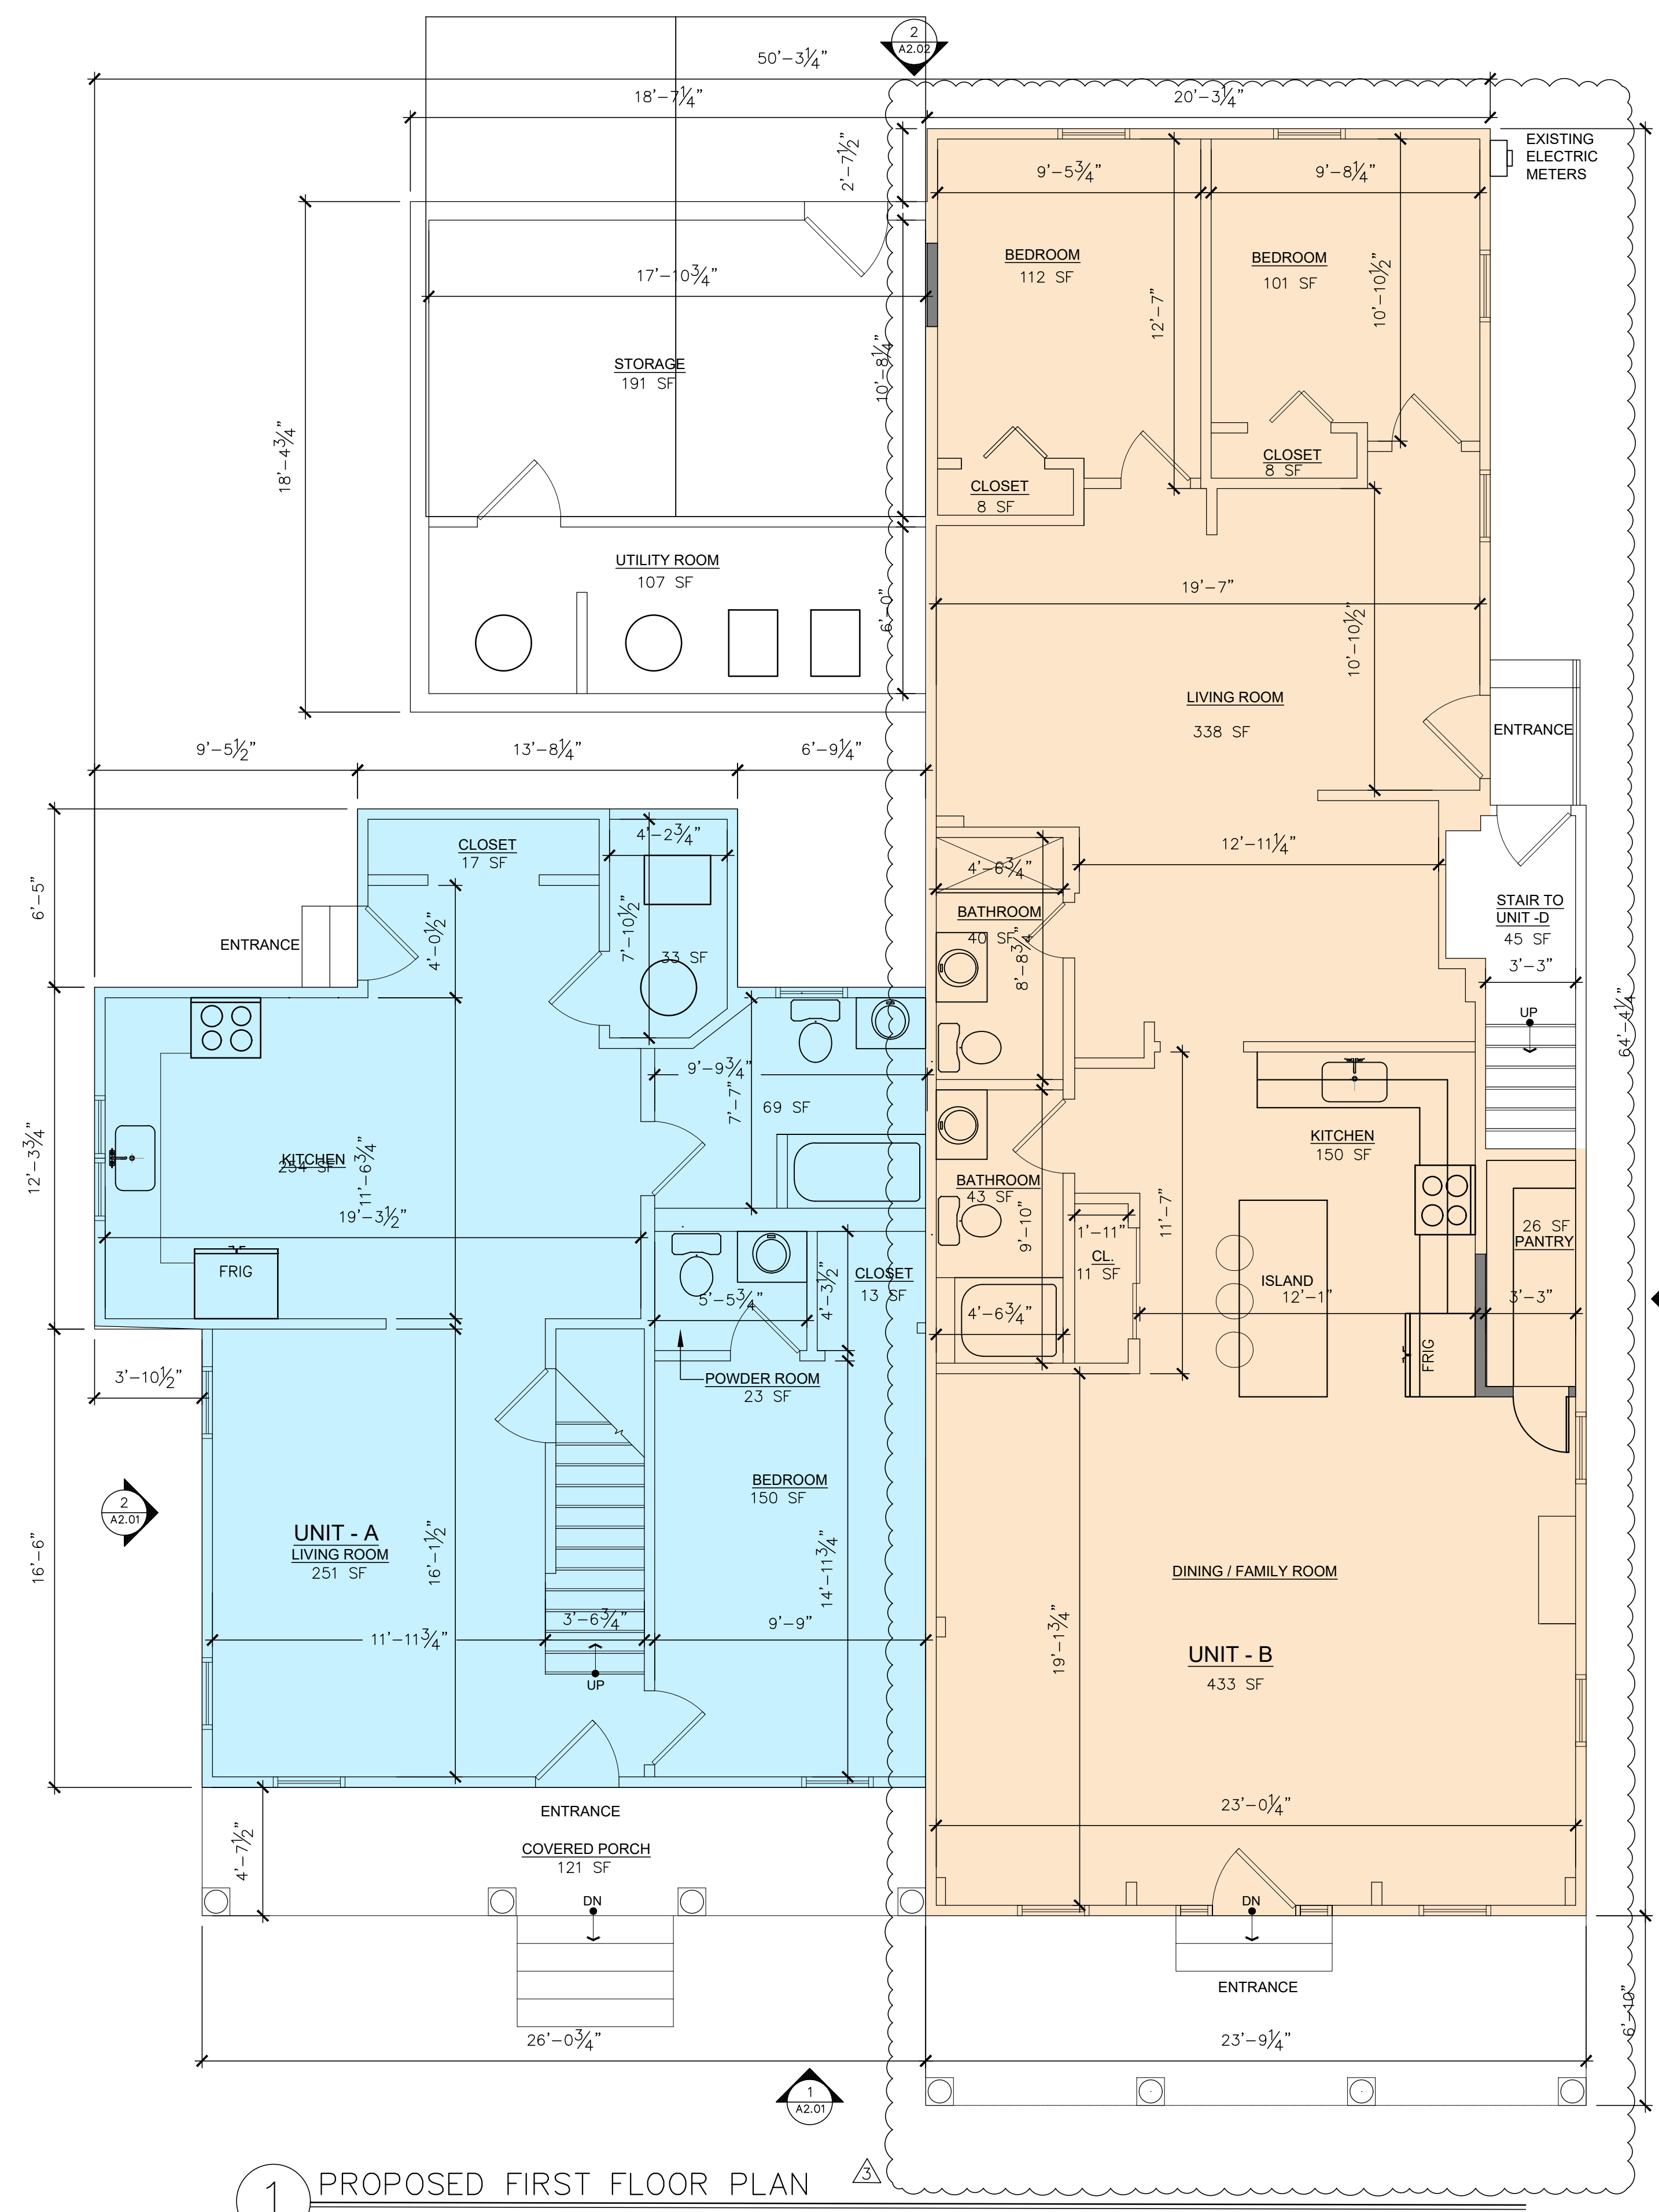 2
A2.02
50'-3¼"
18'-7¼"
20'-3¼"
2'-7½"
EXISTING
ELECTRIC
METERS
9'-5¾"
9'-8¼"
BEDROOM
112 SF
BEDROOM
101 SF
17'-10¾"
12'-7"
10'-10½"
STORAGE
191 SF
10'-8¼"
18'-4¾"
CLOSET
8 SF
CLOSET
8 SF
UTILITY ROOM
107 SF
6'-0"
19'-7"
10'-10½"
LIVING ROOM
338 SF
ENTRANCE
9'-5½"
13'-8¼"
6'-9¼"
CLOSET
17 SF
4'-2¾"
12'-11¼"
4'-6¾"
6'-5"
ENTRANCE
4'-0½"
7'-10½"
33 SF
BATHROOM
40 SF
8'-8¾"
STAIR TO
UNIT -D
45 SF
3'-3"
UP
64'-4¼"
9'-9¾"
7'-7"
69 SF
12'-3¾"
KITCHEN
254 SF
11'-6¾"
19'-3½"
KITCHEN
150 SF
BATHROOM
43 SF
9'-10"
1'-11"
11'-7"
CL.
11 SF
26 SF
PANTRY
FRIG
CLOSET
13 SF
4'-3½"
5'-5¾"
4'-6¾"
ISLAND
12'-1"
3'-3"
FRIG
3'-10½"
POWDER ROOM
23 SF
2
A2.01
BEDROOM
150 SF
16'-6"
UNIT - A
LIVING ROOM
251 SF
16'-1½"
14'-11¾"
DINING / FAMILY ROOM
11'-11¾"
3'-6¾"
9'-9"
UP
19'-1¾"
UNIT - B
433 SF
23'-0¼"
ENTRANCE
4'-7½"
COVERED PORCH
121 SF
DN
DN
ENTRANCE
6'-10"
26'-0¾"
23'-9¼"
1
A2.01
1
PROPOSED FIRST FLOOR PLAN
3